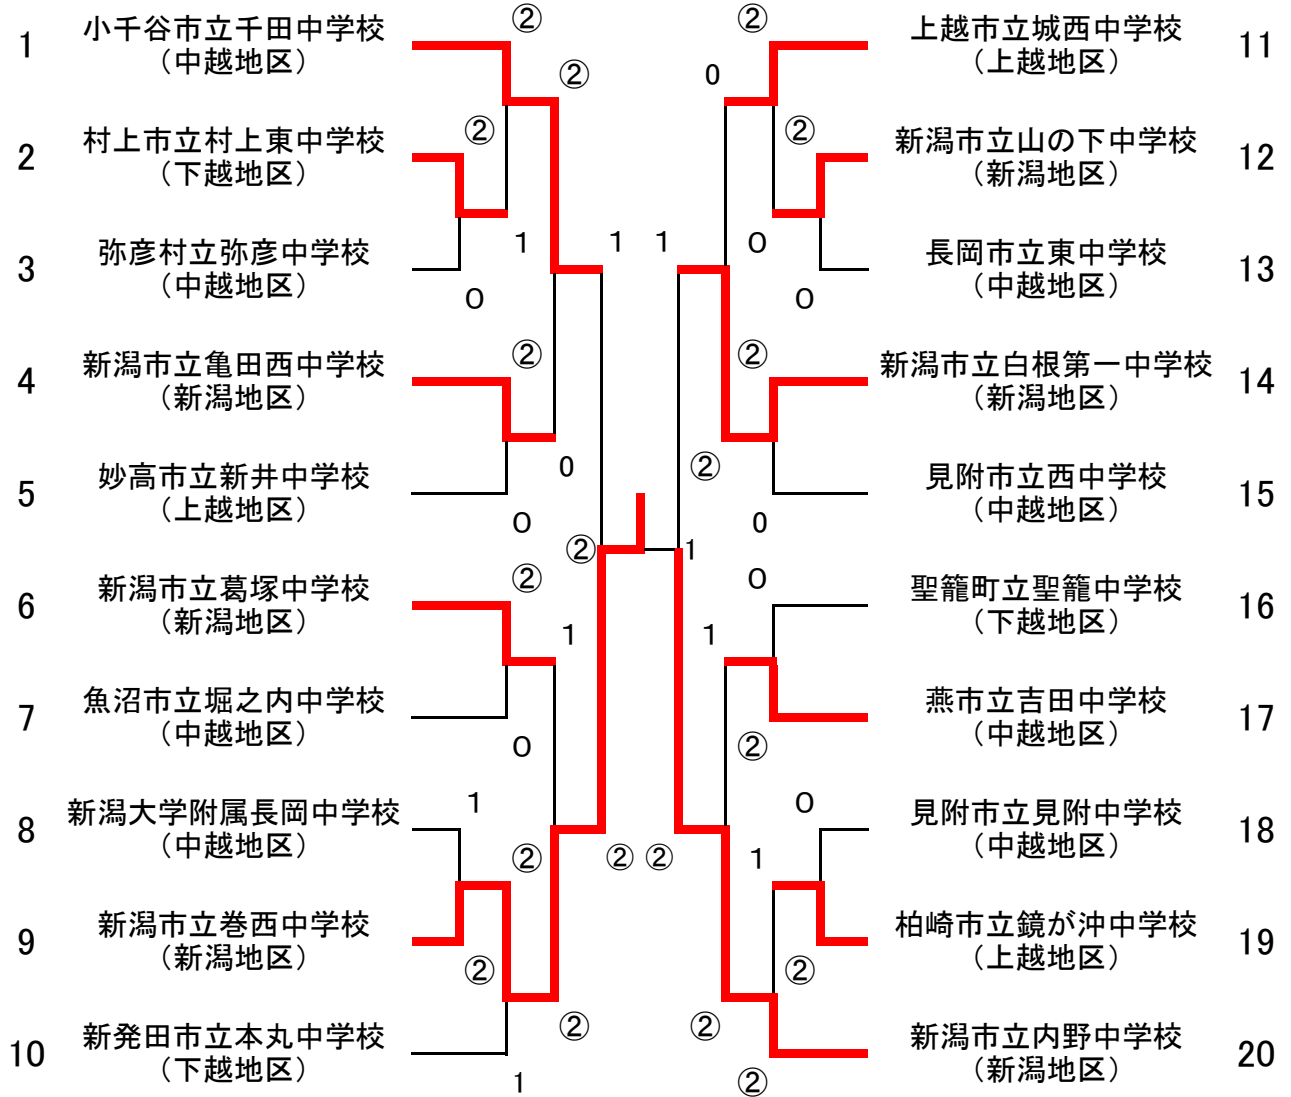 1 小千谷市立千田中学校
（中越地区）
2 村上市立村上東中学校
（下越地区）
3 弥彦村立弥彦中学校
（中越地区）
4 新潟市立亀田西中学校
（新潟地区）
5 妙高市立新井中学校
（上越地区）
6 新潟市立葛塚中学校
（新潟地区）
7 魚沼市立堀之内中学校
（中越地区）
8 新潟大学附属長岡中学校
（中越地区）
9 新潟市立巻西中学校
（新潟地区）
10 新発田市立本丸中学校
（下越地区）
②
②
②
1
0
②
0
0
②
②
1
0
1
②
②
②
1
1 1
② ②
②
0
②
0
0
②
②
0
1
0
1
②
0
1
②
②
②
上越市立城西中学校 11
（上越地区）
新潟市立山の下中学校 12
（新潟地区）
長岡市立東中学校 13
（中越地区）
新潟市立白根第一中学校 14
（新潟地区）
見附市立西中学校 15
（中越地区）
聖籠町立聖籠中学校 16
（下越地区）
燕市立吉田中学校 17
（中越地区）
見附市立見附中学校 18
（中越地区）
柏崎市立鏡が沖中学校 19
（上越地区）
新潟市立内野中学校 20
（新潟地区）